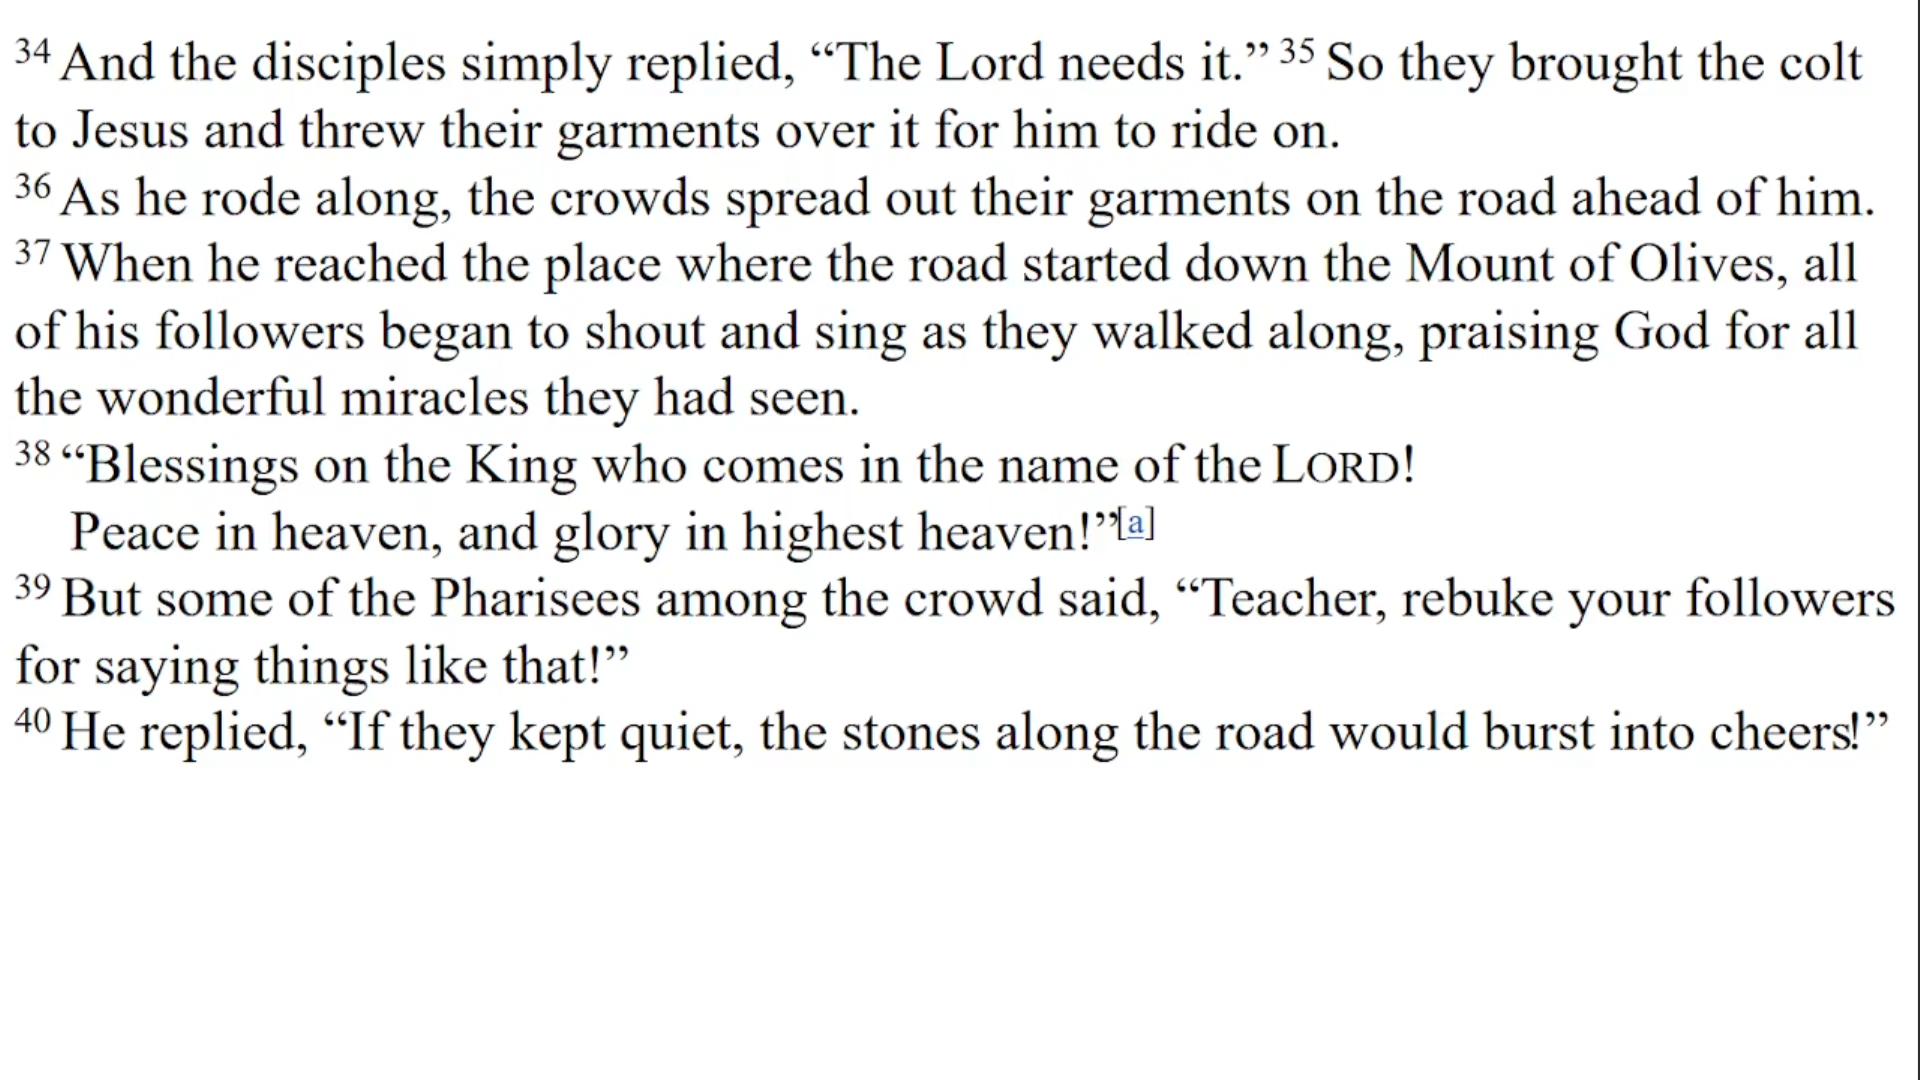 34 And the disciples simply replied, “The Lord needs it.” 35 So they brought the colt
to Jesus and threw their garments over it for him to ride on.
36 As he rode along, the crowds spread out their garments on the road ahead of him.
37 When he reached the place where the road started down the Mount of Olives, all
of his followers began to shout and sing as they walked along, praising God for all
the wonderful miracles they had seen.
38 “Blessings on the King who comes in the name of the LORD!
Peace in heaven, and glory in highest heaven!”[a]
39 But some of the Pharisees among the crowd said, “Teacher, rebuke your followers
for saying things like that!”
40 He replied, “If they kept quiet, the stones along the road would burst into cheers!”